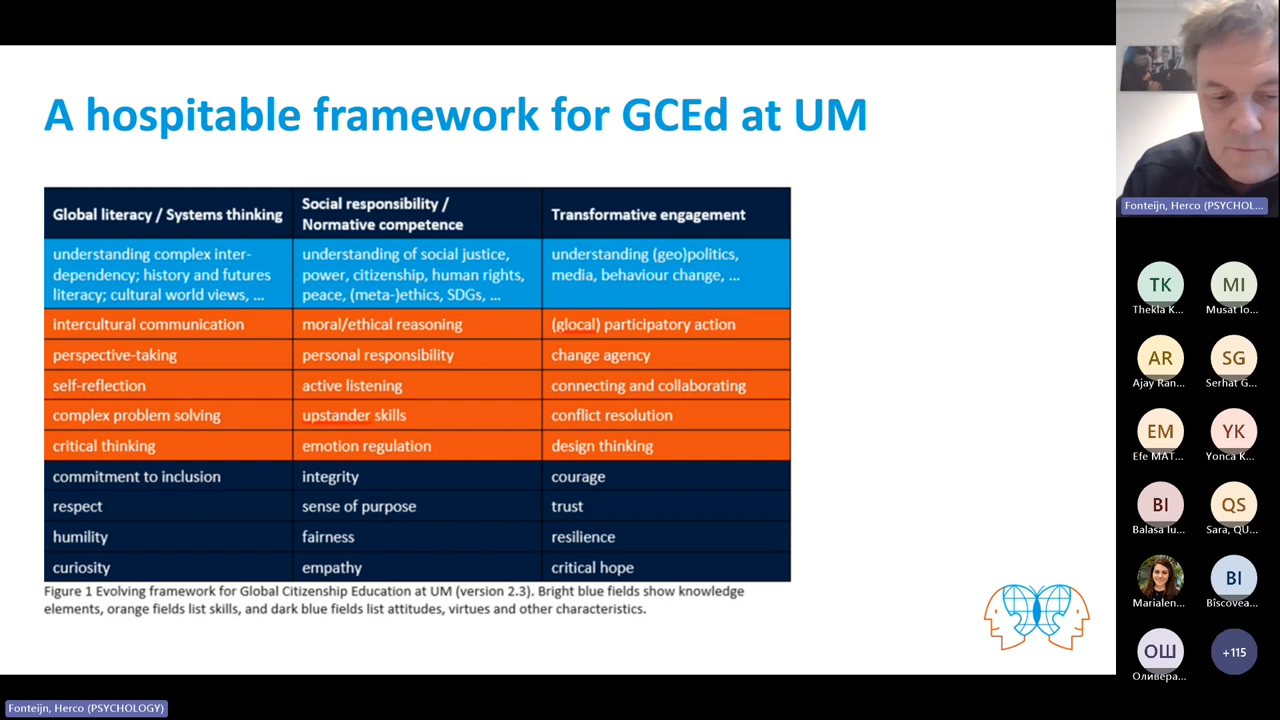 A hospitable framework for GCEd at UM
Global literacy / Systems thinking
Social responsibility /
Normative competence
Transformative engagement
understanding complex inter-
dependency; history and futures
literacy; cultural world views, ...
understanding of social justice,
power, citizenship, human rights,
peace, (meta-)ethics, SDGs, ...
understanding (geo)politics,
media, behaviour change, ...
intercultural communication
moral/ethical reasoning
(glocal) participatory action
perspective-taking
personal responsibility
change agency
self-reflection
active listening
connecting and collaborating
complex problem solving
upstander skills
conflict resolution
critical thinking
emotion regulation
design thinking
commitment to inclusion
integrity
courage
respect
sense of purpose
trust
humility
fairness
resilience
curiosity
empathy
critical hope
Figure 1 Evolving framework for Global Citizenship Education at UM (version 2.3). Bright blue fields show knowledge
elements, orange fields list skills, and dark blue fields list attitudes, virtues and other characteristics.
Fonteijn, Herco (PSYCHOL...
TK
Thekla K...
MI
Musat Io...
AR
Ajay Ran...
SG
Serhat G...
EM
Efe MAT...
YK
Yonca K...
BI
Balasa Iu...
QS
Sara, QU...
Marialen...
BI
Bîscovea...
ОШ
Оливера...
+115
Fonteijn, Herco (PSYCHOLOGY)